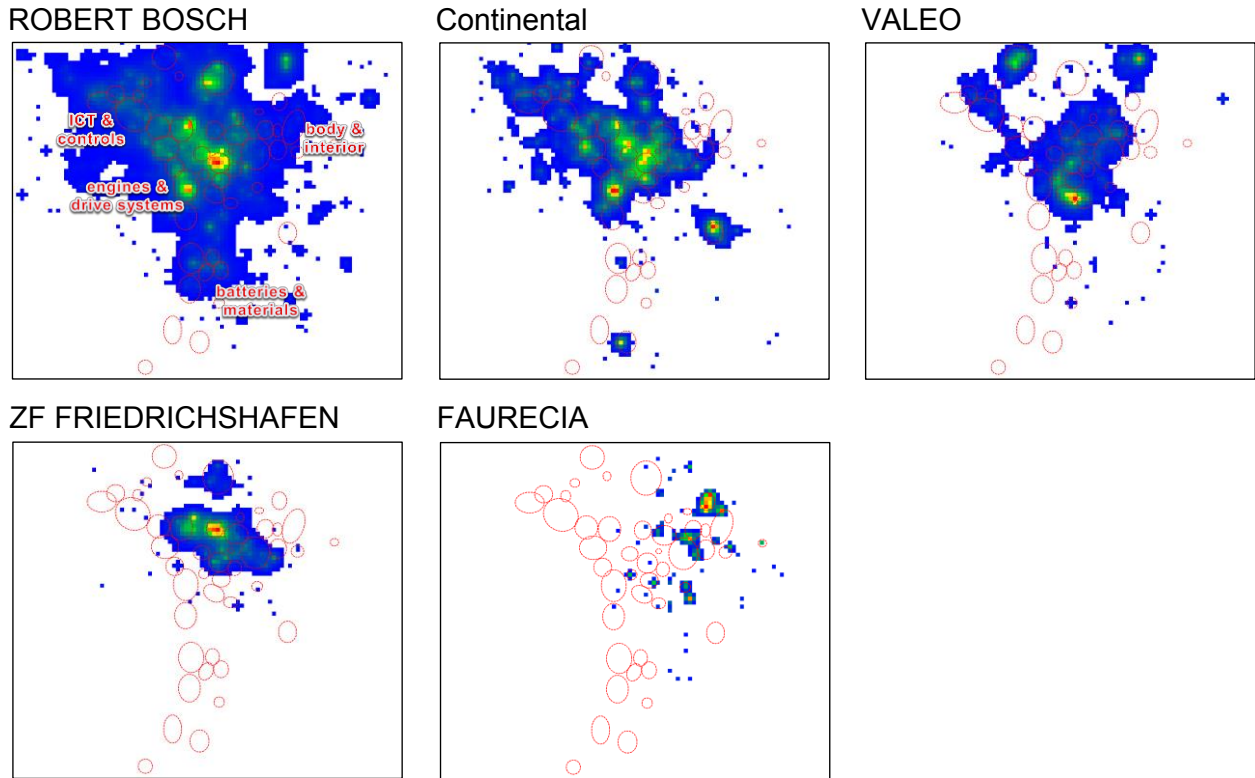 ROBERT BOSCH
Continental
VALEO
ICT &
controls
body &
interior
engines &
drive systems
batteries &
materials
ZF FRIEDRICHSHAFEN
FAURECIA